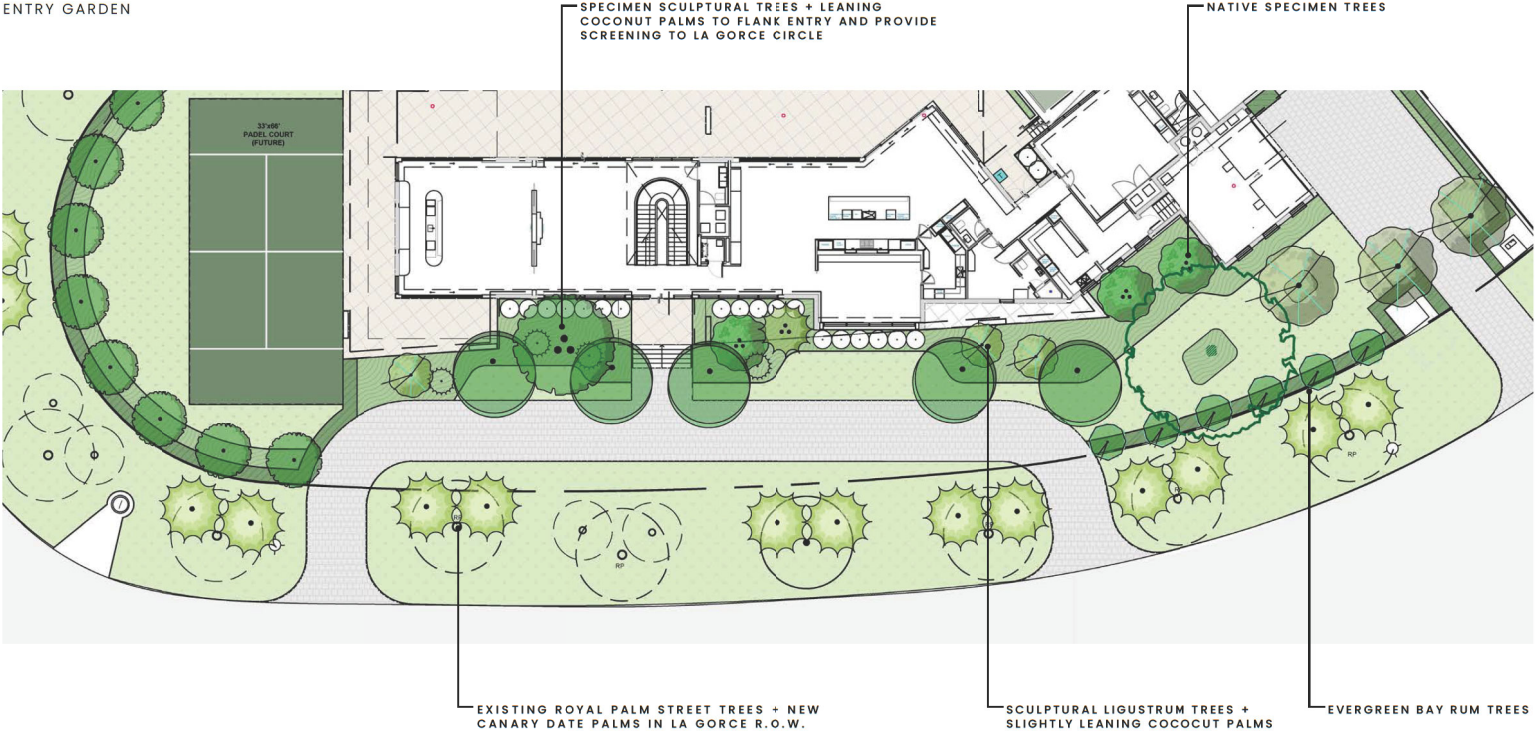 ENTRY GARDEN
SPECIMEN SCULPTURAL TREES + LEANING
COCONUT PALMS TO FLANK ENTRY AND PROVIDE
SCREENING TO LA GORCE CIRCLE
NATIVE SPECIMEN TREES
33'x66'
PADEL COURT
(FUTURE)
RP
RP
RP
RP
RP
EXISTING ROYAL PALM STREET TREES + NEW
CANARY DATE PALMS IN LA GORCE R.O.W.
SCULPTURAL LIGUSTRUM TREES +
SLIGHTLY LEANING COCOCUT PALMS
EVERGREEN BAY RUM TREES